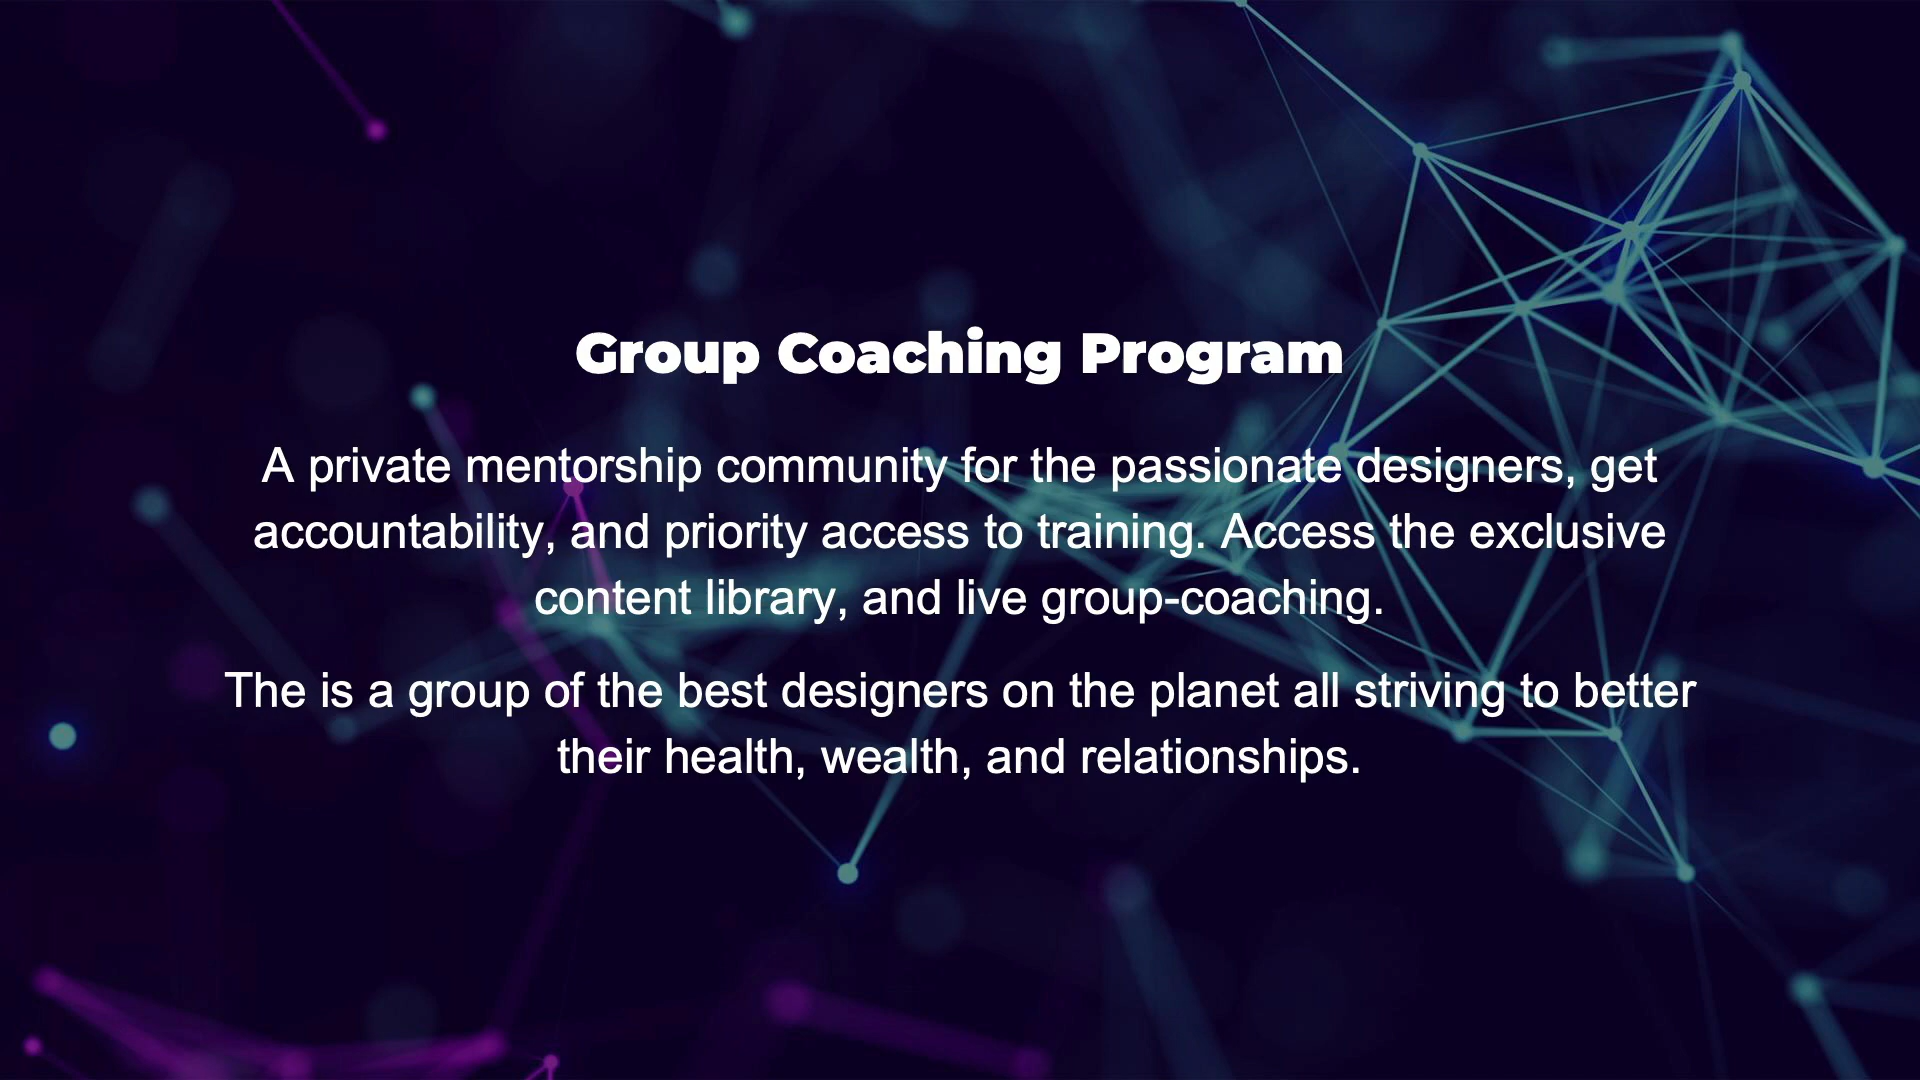 Group Coaching Program
A private mentorship community for the passionate designers, get
accountability, and priority access to training. Access the exclusive
content library, and live group-coaching.
The is a group of the best designers on the planet all striving to better
their health, wealth, and relationships.